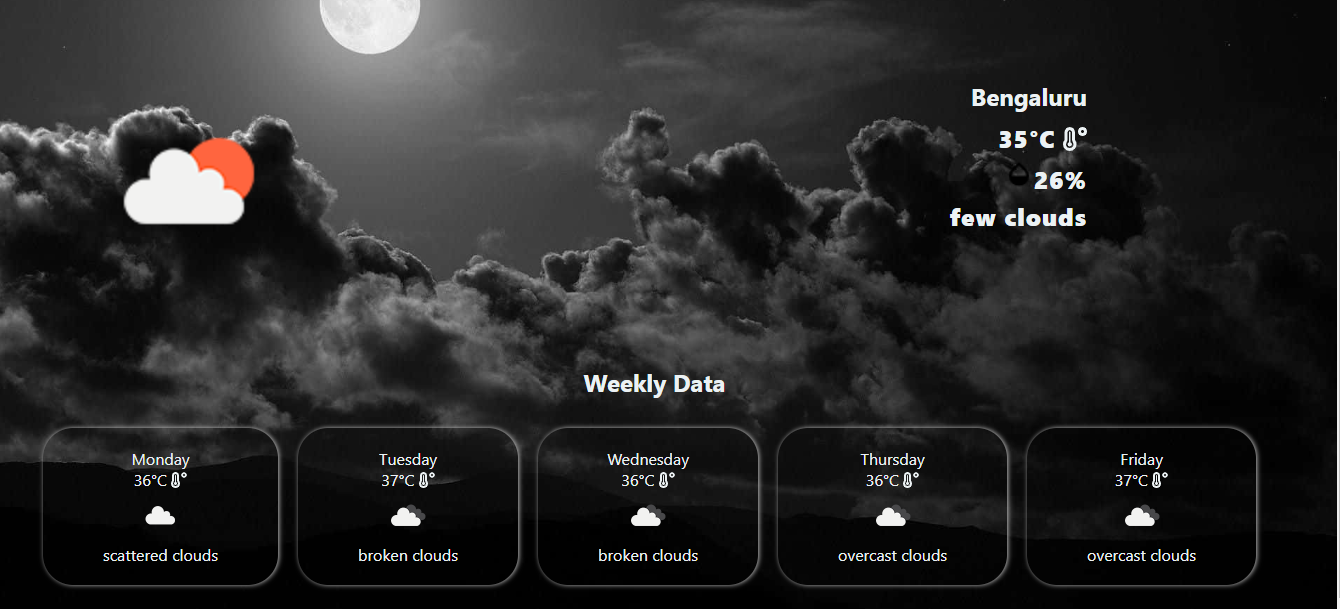 Bengaluru
35°C
26%
few clouds
Weekly Data
Monday
36°C
scattered clouds
Tuesday
37°C
broken clouds
Wednesday
36°C
broken clouds
Thursday
36°C
overcast clouds
Friday
37°C
overcast clouds